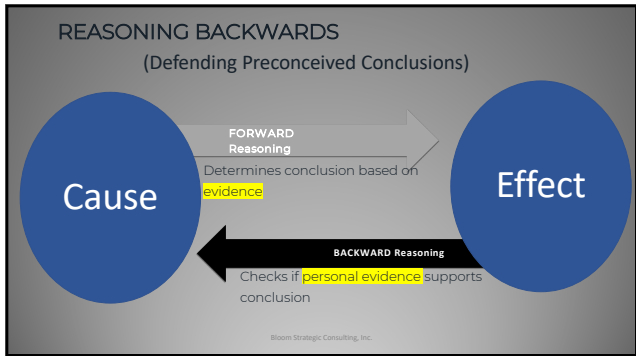 REASONING BACKWARDS
(Defending Preconceived Conclusions)
Cause
FORWARD
Reasoning
Determines conclusion based on
evidence
Effect
BACKWARD Reasoning
Checks if personal evidence supports
conclusion
Bloom Strategic Consulting, Inc.